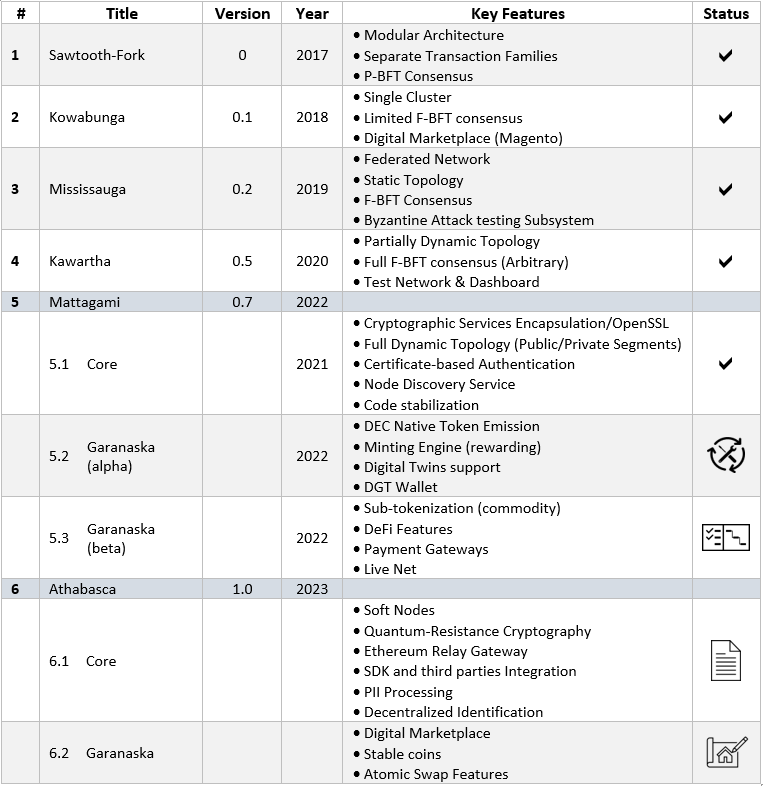 # Title Version Year Key Features Status
1 Sawtooth-Fork 0 2017
• Modular Architecture
• Separate Transaction Families
• P-BFT Consensus
2 Kowabunga 0.1 2018
• Single Cluster
• Limited F-BFT consensus
• Digital Marketplace (Magento)
3 Mississauga 0.2 2019
• Federated Network
• Static Topology
• F-BFT Consensus
• Byzantine Attack testing Subsystem
4 Kawartha 0.5 2020
• Partially Dynamic Topology
• Full F-BFT consensus (Arbitrary)
• Test Network & Dashboard
5 Mattagami 0.7 2022
5.1 Core 2021
• Cryptographic Services Encapsulation/OpenSSL
• Full Dynamic Topology (Public/Private Segments)
• Certificate-based Authentication
• Node Discovery Service
• Code stabilization
5.2 Garanaska
(alpha)
2022
• DEC Native Token Emission
• Minting Engine (rewarding)
• Digital Twins support
• DGT Wallet
5.3 Garanaska
(beta)
2022
• Sub-tokenization (commodity)
• DeFi Features
• Payment Gateways
• Live Net
6 Athabasca 1.0 2023
6.1 Core
• Soft Nodes
• Quantum-Resistance Cryptography
• Ethereum Relay Gateway
• SDK and third parties Integration
• PII Processing
• Decentralized Identification
6.2 Garanaska
• Digital Marketplace
• Stable coins
• Atomic Swap Features